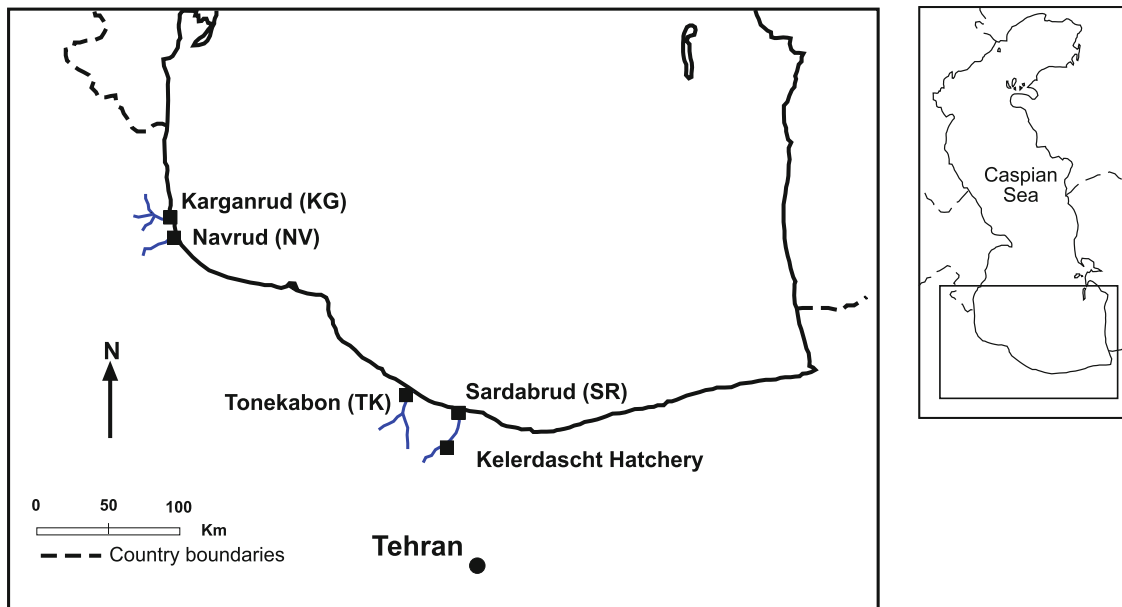 Caspian
Sea
Karganrud (KG)
Navrud (NV)
N
Sardabrud (SR)
Tonekabon (TK)
Kelerdascht Hatchery
0 50 100
Km
Country boundaries
Tehran